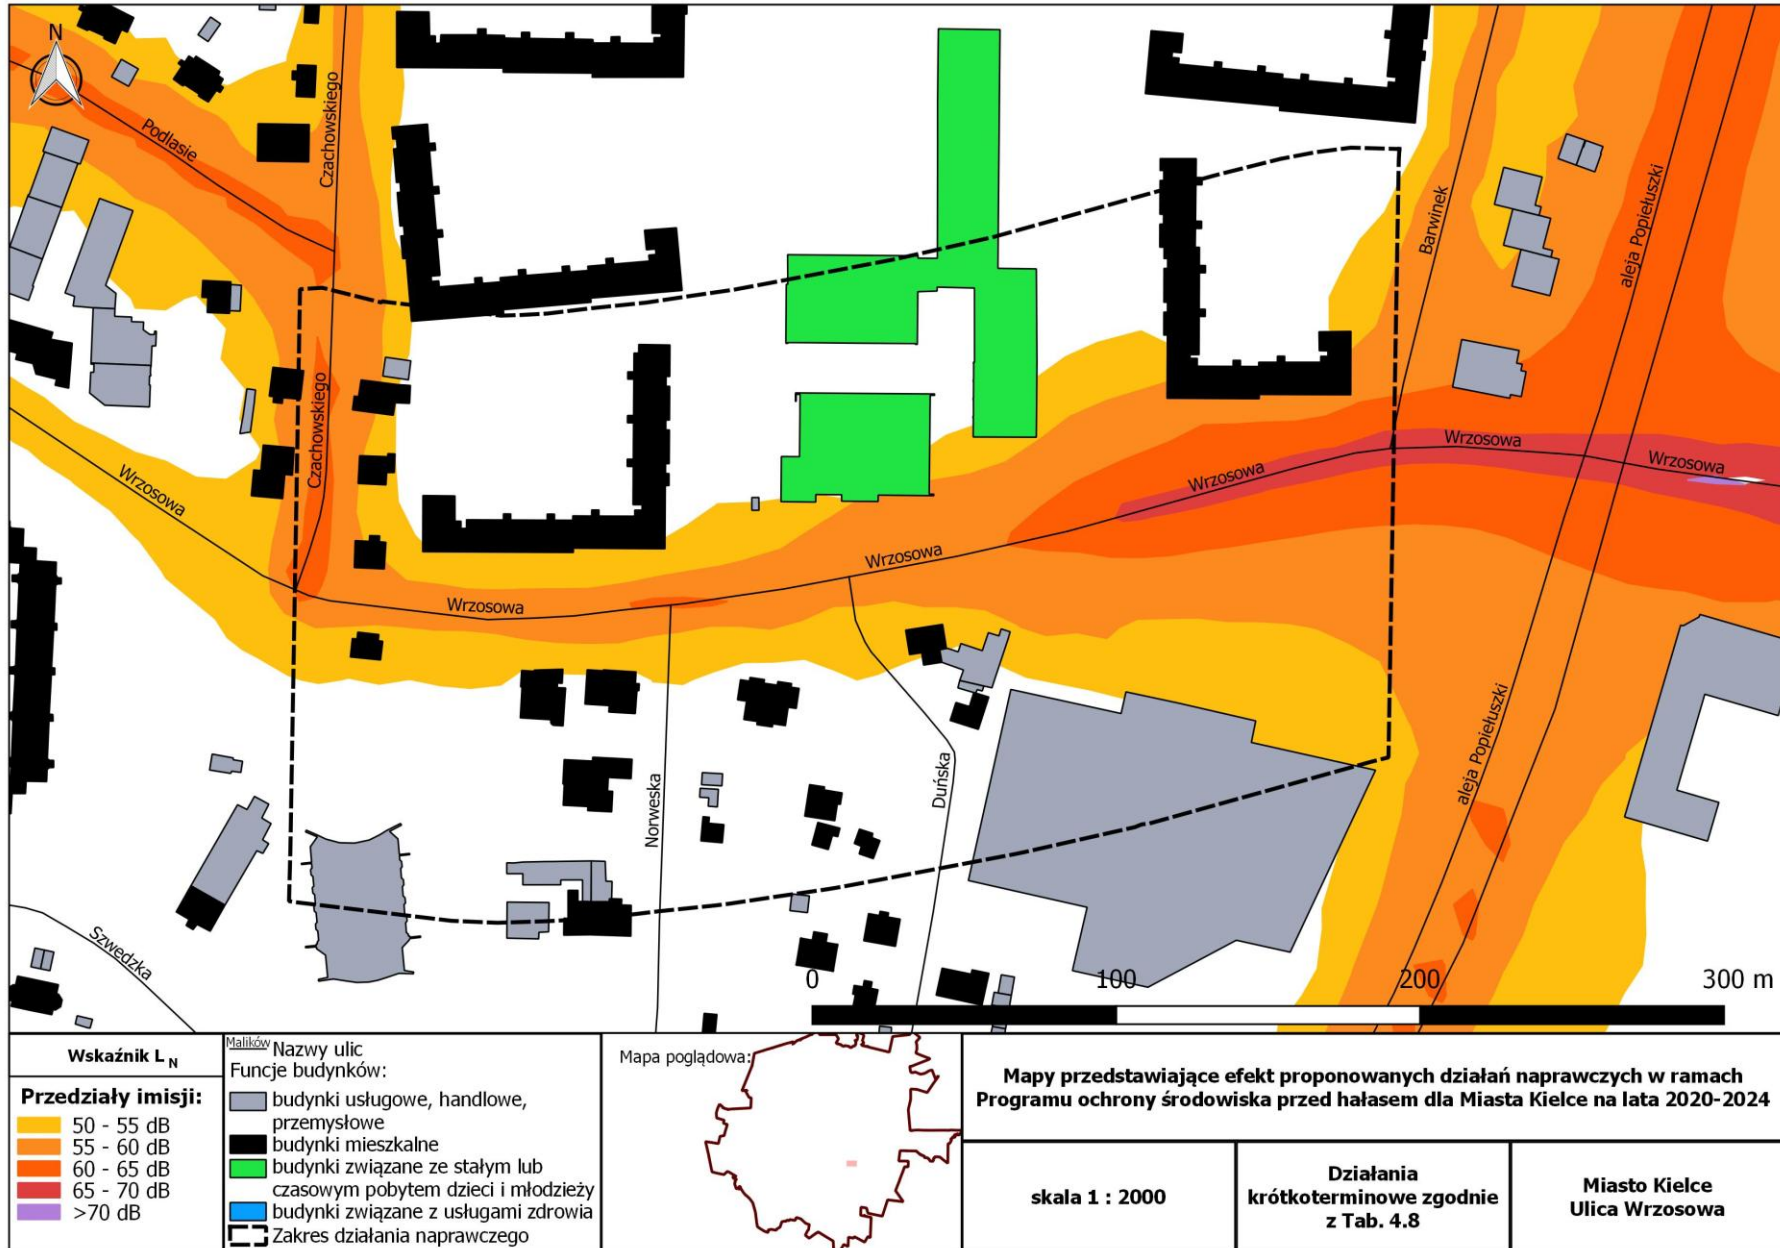 N
Podlasie
Czachowskiego
Czachowskiego
Wrzosowa
Wrzosowa
Wrzosowa
Wrzosowa
Wrzosowa
Wrzosowa
Barwinek
aleja Popiełuszki
aleja Popiełuszki
Norweska
Duńska
Szwedzka
0 100 200 300 m
Wskaźnik L N
Przedziały imisji:
50 - 55 dB
55 - 60 dB
60 - 65 dB
65 - 70 dB
>70 dB
Malików Nazwy ulic
Funcje budynków:
budynki usługowe, handlowe,
przemysłowe
budynki mieszkalne
budynki związane ze stałym lub
czasowym pobytem dzieci i młodzieży
budynki związane z usługami zdrowia
Zakres działania naprawczego
Mapa poglądowa:
Mapy przedstawiające efekt proponowanych działań naprawczych w ramach
Programu ochrony środowiska przed hałasem dla Miasta Kielce na lata 2020-2024
skala 1 : 2000
Działania
krótkoterminowe zgodnie
z Tab. 4.8
Miasto Kielce
Ulica Wrzosowa